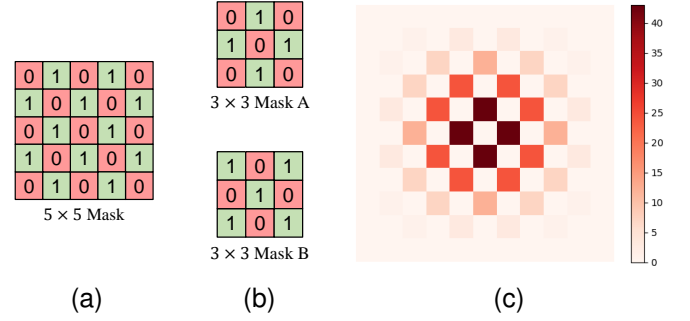 0 1 0 1 0
1 0 1 0 1
0 1 0 1 0
1 0 1 0 1
0 1 0 1 0
5 × 5 Mask
(a)
0 1 0
1 0 1
0 1 0
3 × 3 Mask A
1 0 1
0 1 0
1 0 1
3 × 3 Mask B
(b)
40
35
30
25
20
15
10
5
0
(c)